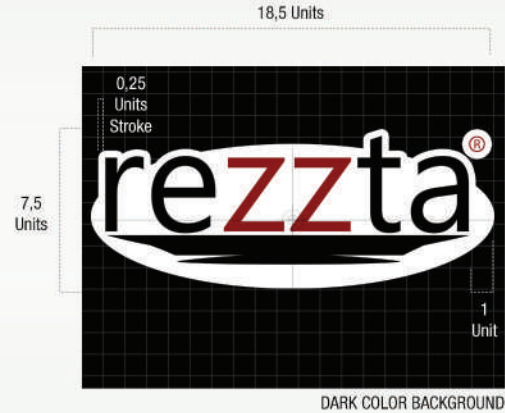 18,5 Units
0,25
Units
Stroke
rezzta®
7,5
Units
1
Unit
DARK COLOR BACKGROUND